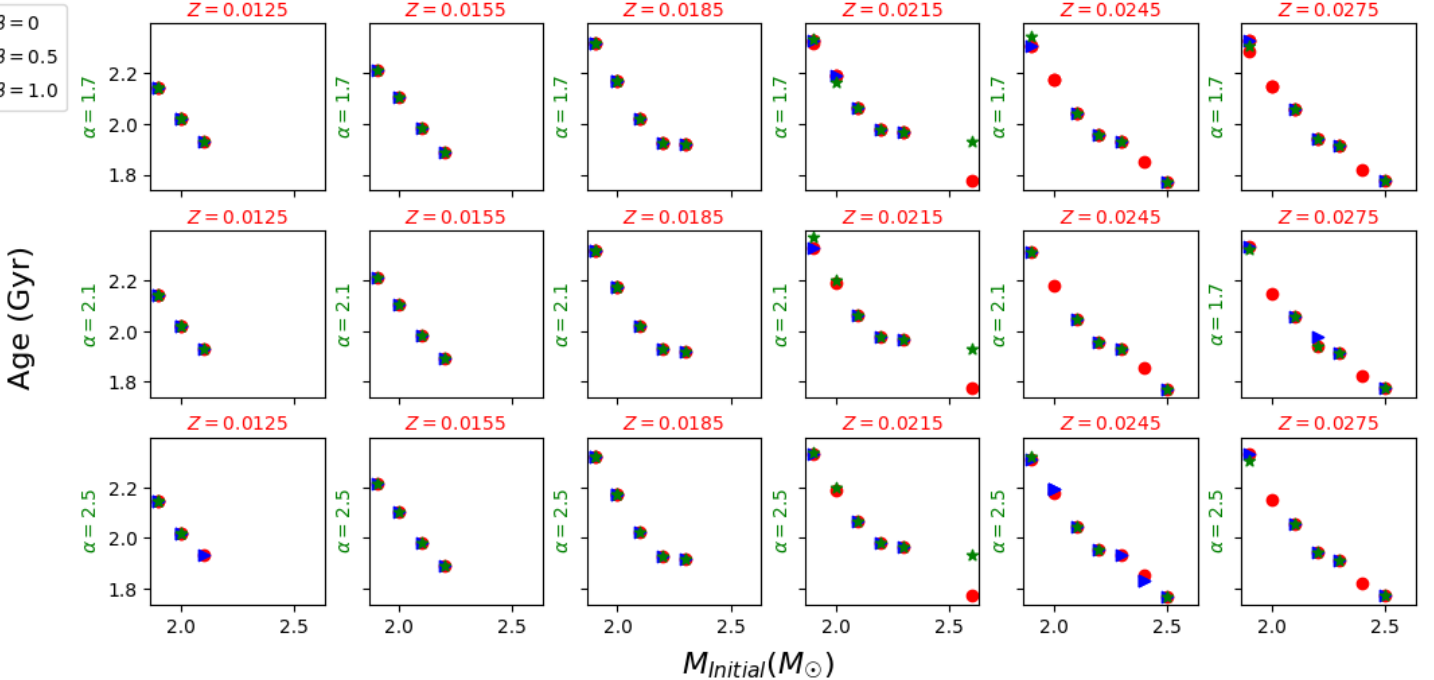 = 0
= 0.5
= 1.0
Z = 0.0125 Z = 0.0155 Z = 0.0185 Z = 0.0215 Z = 0.0245 Z = 0.0275
α = 1.7 α = 1.7 α = 1.7 α = 1.7 α = 1.7 α = 1.7
2.2
2.0
1.8
Z = 0.0125 Z = 0.0155 Z = 0.0185 Z = 0.0215 Z = 0.0245 Z = 0.0275
α = 2.1 α = 2.1 α = 2.1 α = 2.1 α = 2.1 α = 1.7
2.2
2.0
1.8
Age (Gyr)
Z = 0.0125 Z = 0.0155 Z = 0.0185 Z = 0.0215 Z = 0.0245 Z = 0.0275
α = 2.5 α = 2.5 α = 2.5 α = 2.5 α = 2.5 α = 2.5
2.2
2.0
1.8
2.0 2.5 2.0 2.5 2.0 2.5 2.0 2.5 2.0 2.5 2.0 2.5
M_Initial(M_☉)